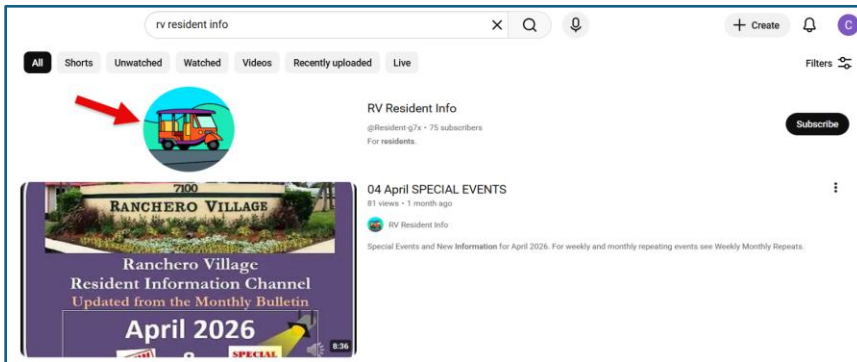 rv resident info
Create
C
All
Shorts
Unwatched
Watched
Videos
Recently uploaded
Live
Filters
RV Resident Info
@Resident-g7x • 75 subscribers
For residents.
Subscribe
7100
RANCHERO VILLAGE
Ranchero Village
Resident Information Channel
Updated from the Monthly Bulletin
April 2026
&
SPECIAL
8:36
04 April SPECIAL EVENTS
81 views • 1 month ago
RV Resident Info
Special Events and New Information for April 2026. For weekly and monthly repeating events see Weekly Monthly Repeats.